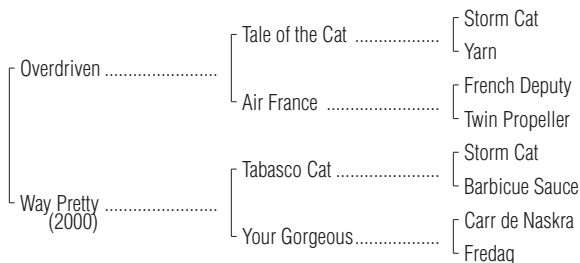 Storm Cat
Tale of the Cat ..................
Yarn
Overdriven ........................
French Deputy
Air France ........................
Twin Propeller
Storm Cat
Tabasco Cat ......................
Barbicue Sauce
Way Pretty ........................
(2000)
Carr de Naskra
Your Gorgeous..................
Fredaq